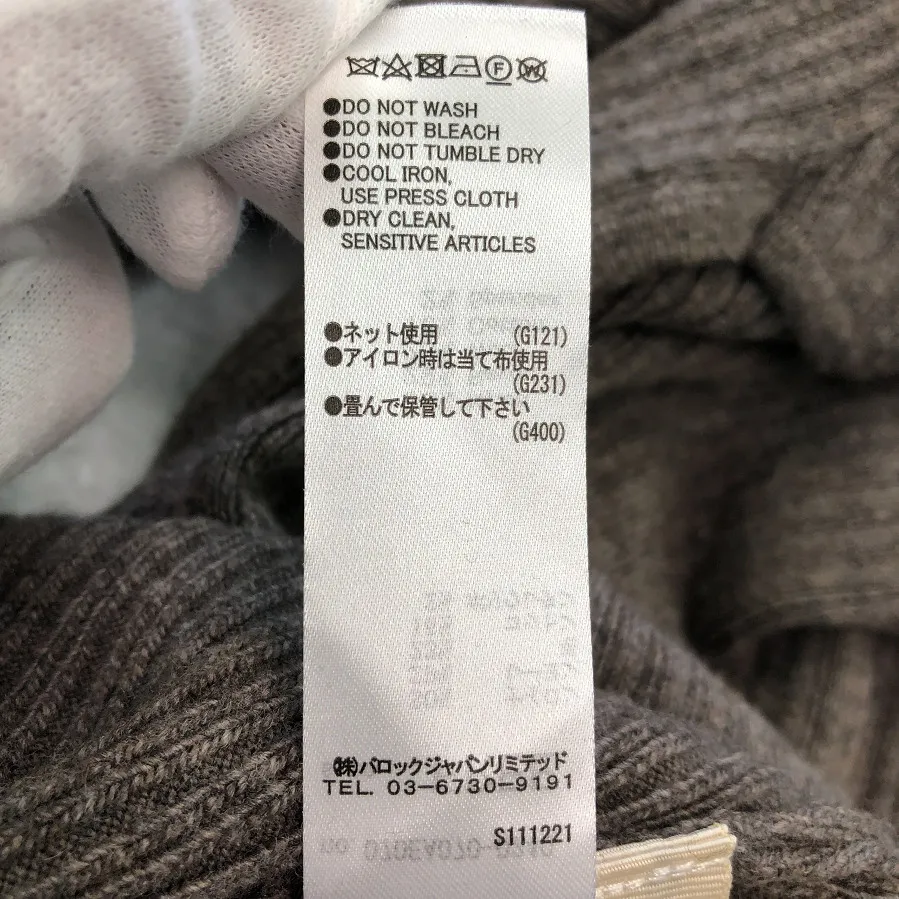 ●DO NOT WASH
●DO NOT BLEACH
●DO NOT TUMBLE DRY
●COOL IRON,
USE PRESS CLOTH
●DRY CLEAN,
SENSITIVE ARTICLES
●ネット使用 (G121)
●アイロン時は当て布使用
(G231)
●畳んで保管して下さい
(G400)
㈱バロックジャパンリミテッド
TEL. 03-6730-9191
S111221